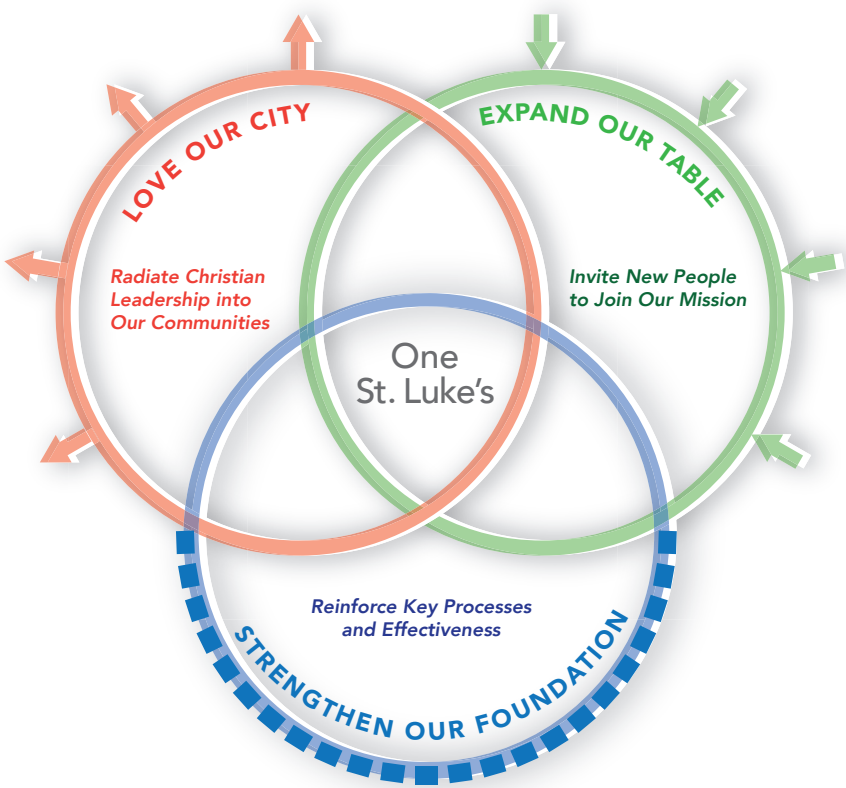 LOVE OUR CITY
EXPAND OUR TABLE
Radiate Christian
Leadership into
Our Communities
Invite New People
to Join Our Mission
One
St. Luke's
Reinforce Key Processes
and Effectiveness
STRENGTHEN OUR FOUNDATION